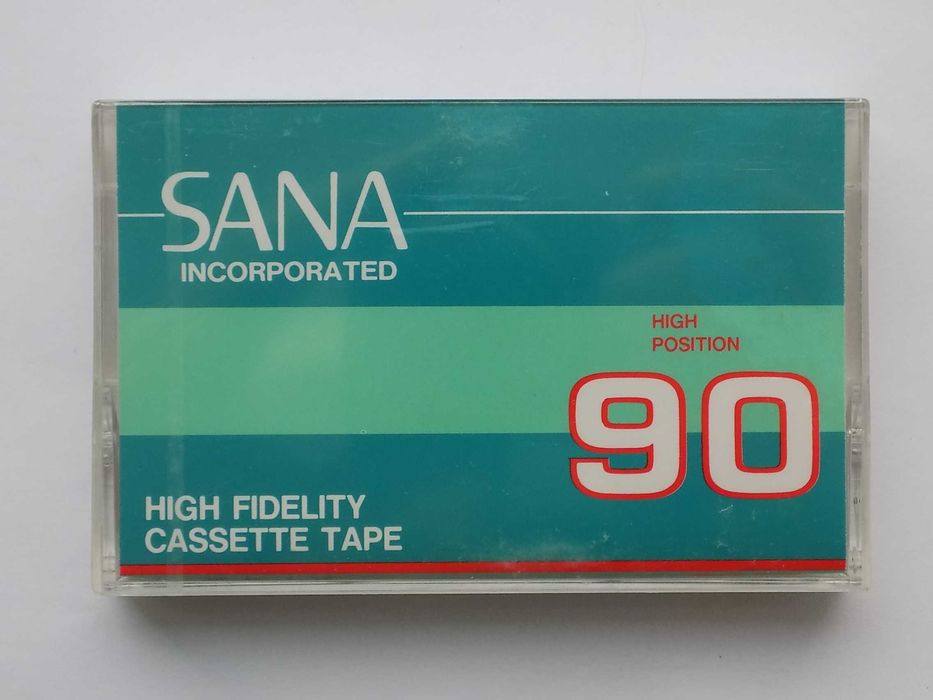 SANA
INCORPORATED
HIGH
POSITION
90
HIGH FIDELITY
CASSETTE TAPE